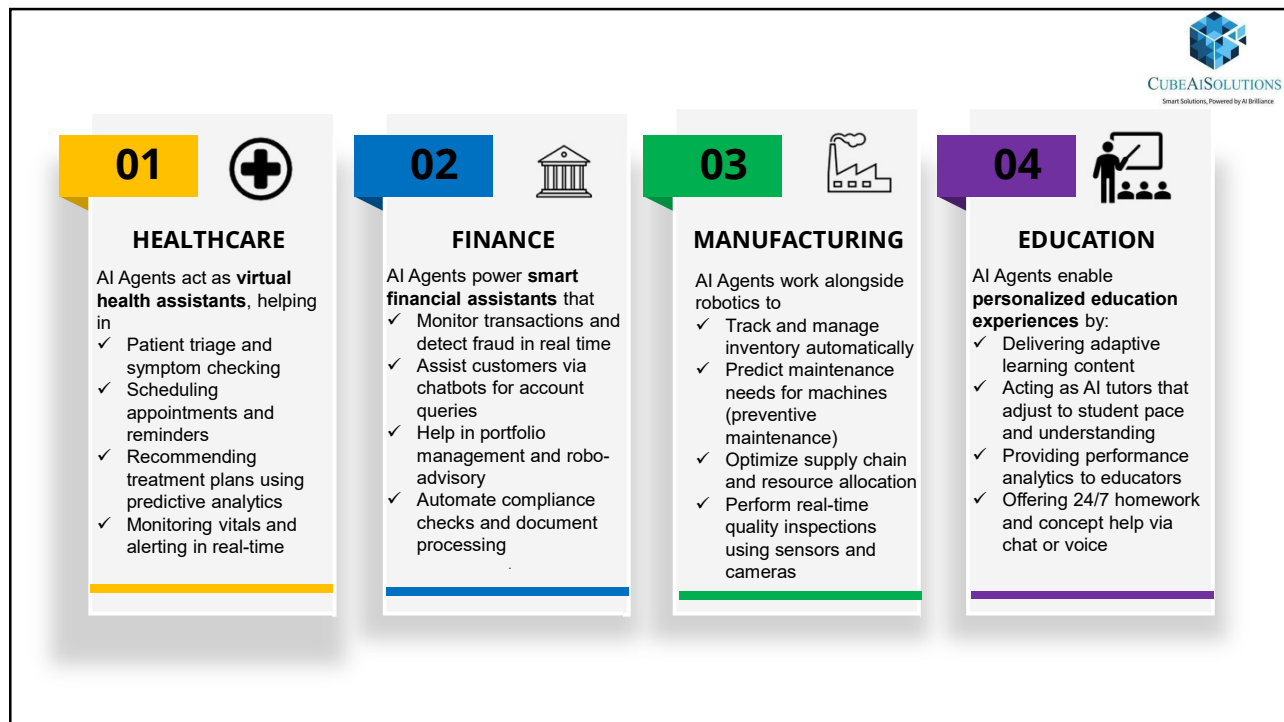 CUBEAISOLUTIONS
Smart Solutions, Powered by AI Brilliance
01
HEALTHCARE
AI Agents act as virtual
health assistants, helping
in
✓ Patient triage and
symptom checking
✓ Scheduling
appointments and
reminders
✓ Recommending
treatment plans using
predictive analytics
✓ Monitoring vitals and
alerting in real-time
02
FINANCE
AI Agents power smart
financial assistants that
✓ Monitor transactions and
detect fraud in real time
✓ Assist customers via
chatbots for account
queries
✓ Help in portfolio
management and robo-
advisory
✓ Automate compliance
checks and document
processing
.
03
MANUFACTURING
AI Agents work alongside
robotics to
✓ Track and manage
inventory automatically
✓ Predict maintenance
needs for machines
(preventive
maintenance)
✓ Optimize supply chain
and resource allocation
✓ Perform real-time
quality inspections
using sensors and
cameras
04
EDUCATION
AI Agents enable
personalized education
experiences by:
✓ Delivering adaptive
learning content
✓ Acting as AI tutors that
adjust to student pace
and understanding
✓ Providing performance
analytics to educators
✓ Offering 24/7 homework
and concept help via
chat or voice